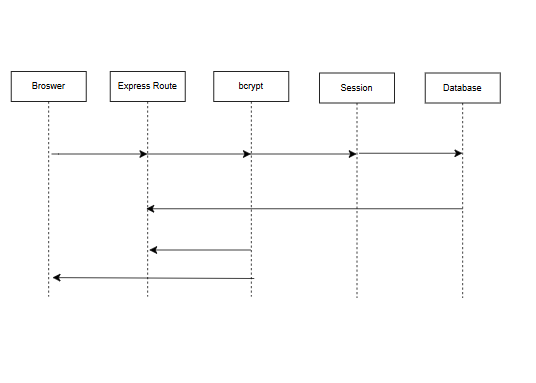 Broswer
Express Route
bcrypt
Session
Database